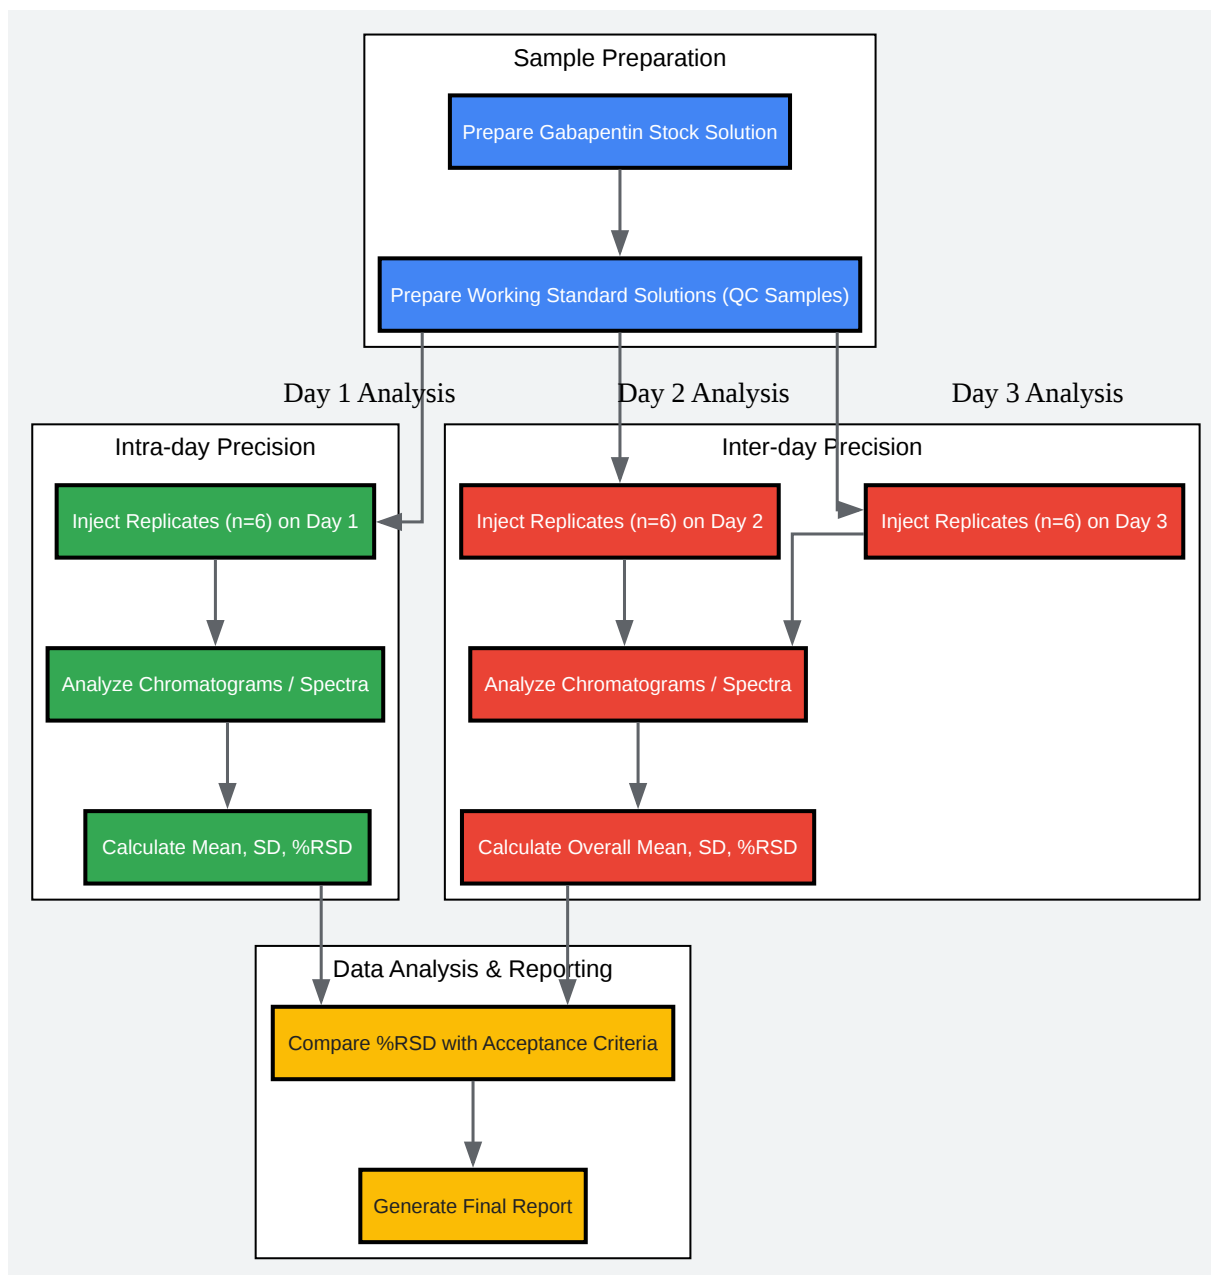 Sample Preparation
Prepare Gabapentin Stock Solution
Prepare Working Standard Solutions (QC Samples)
Day 1 Analysis
Day 2 Analysis
Day 3 Analysis
Intra-day Precision
Inject Replicates (n=6) on Day 1
Analyze Chromatograms / Spectra
Calculate Mean, SD, %RSD
Inter-day Precision
Inject Replicates (n=6) on Day 2
Inject Replicates (n=6) on Day 3
Analyze Chromatograms / Spectra
Calculate Overall Mean, SD, %RSD
Data Analysis & Reporting
Compare %RSD with Acceptance Criteria
Generate Final Report